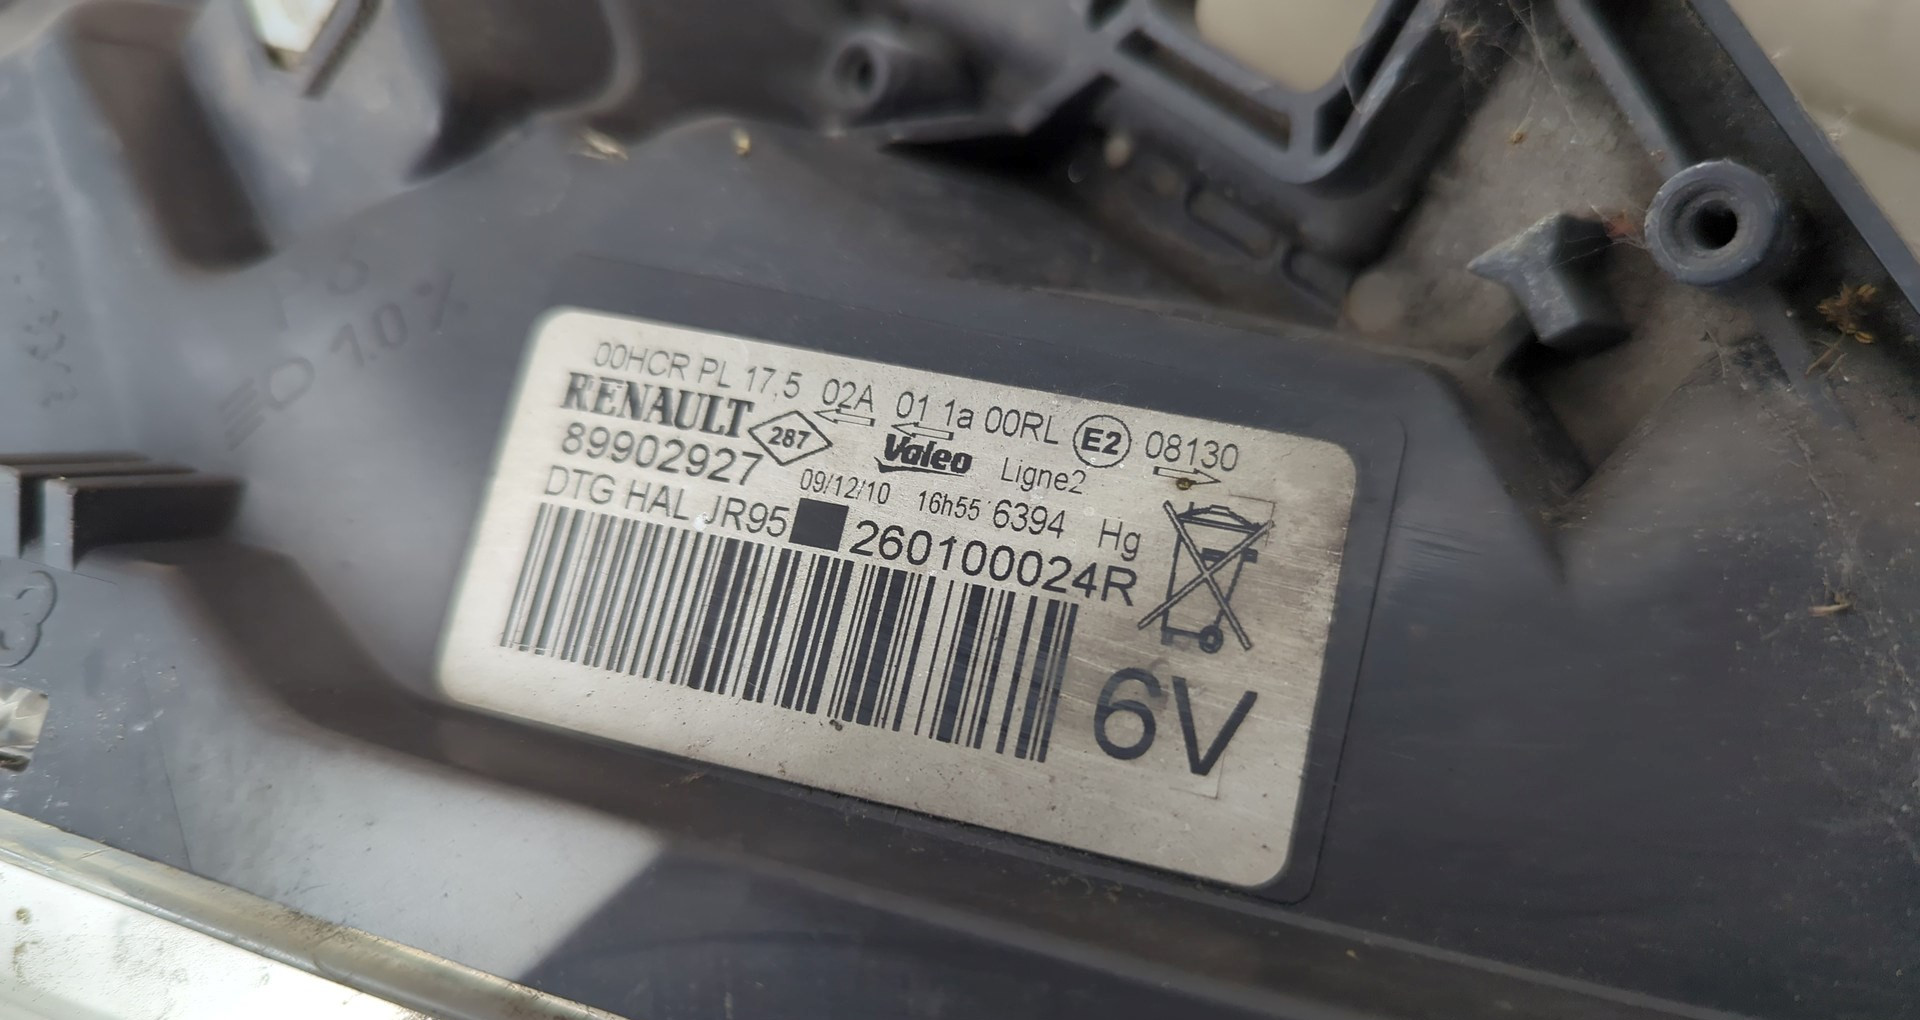 00HCR PL 17,5 02A 01 1a 00RL E2 08130
RENAULT 287 Valeo Ligne2
89902927 09/12/10 16h55 6394 Hg
DTG HAL JR95 260100024R
6V